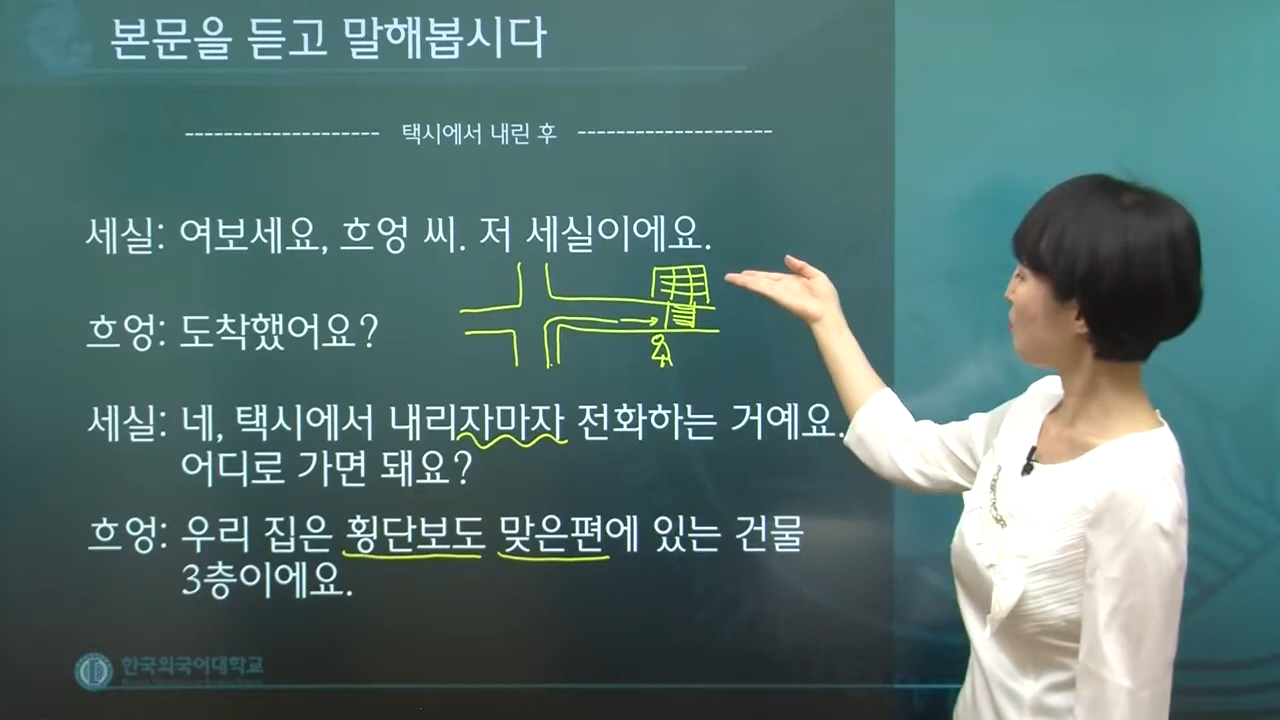 본문을 듣고 말해봅시다
-------------------- 택시에서 내린 후 --------------------
세실: 여보세요, 흐엉 씨. 저 세실이에요.
흐엉: 도착했어요?
세실: 네, 택시에서 내리자마자 전화하는 거예요.
어디로 가면 돼요?
흐엉: 우리 집은 횡단보도 맞은편에 있는 건물
3층이에요.
한국외국어대학교